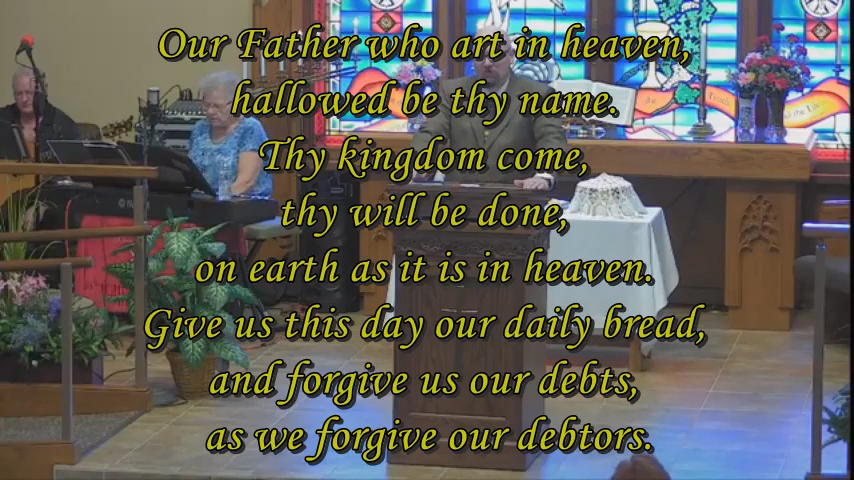 Our Father who art in heaven,
hallowed be thy name.
Thy kingdom come,
thy will be done,
on earth as it is in heaven.
Give us this day our daily bread,
and forgive us our debts,
as we forgive our debtors.